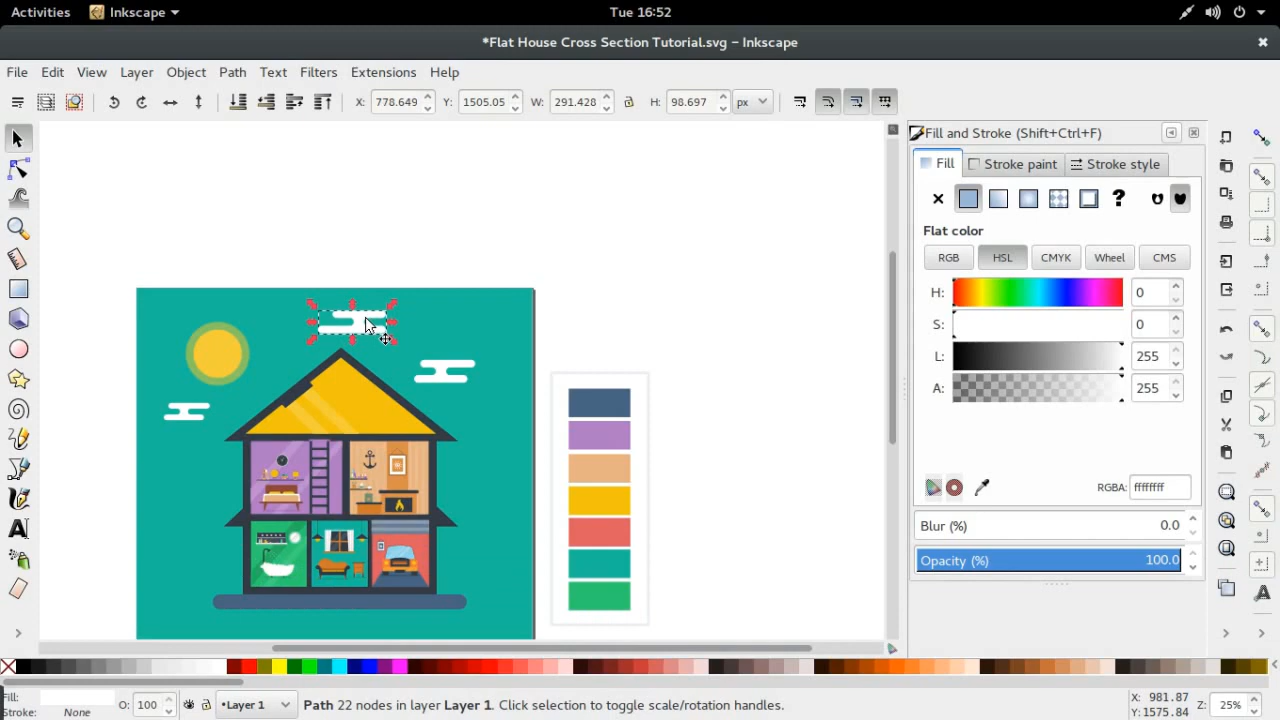 Activities Inkscape Tue 16:52
*Flat House Cross Section Tutorial.svg – Inkscape
File Edit View Layer Object Path Text Filters Extensions Help
X: 778.649 Y: 1505.05 W: 291.428 H: 98.697 px
Fill and Stroke (Shift+Ctrl+F)
Fill Stroke paint Stroke style
?
Flat color
RGB HSL CMYK Wheel CMS
H: 0
S: 0
L: 255
A: 255
RGBA: ffffffff
Blur (%) 0.0
Opacity (%) 100.0
Fill:
Stroke: None
O: 100
•Layer 1
Path 22 nodes in layer Layer 1. Click selection to toggle scale/rotation handles.
X: 981.87
Y: 1575.84
Z: 25%